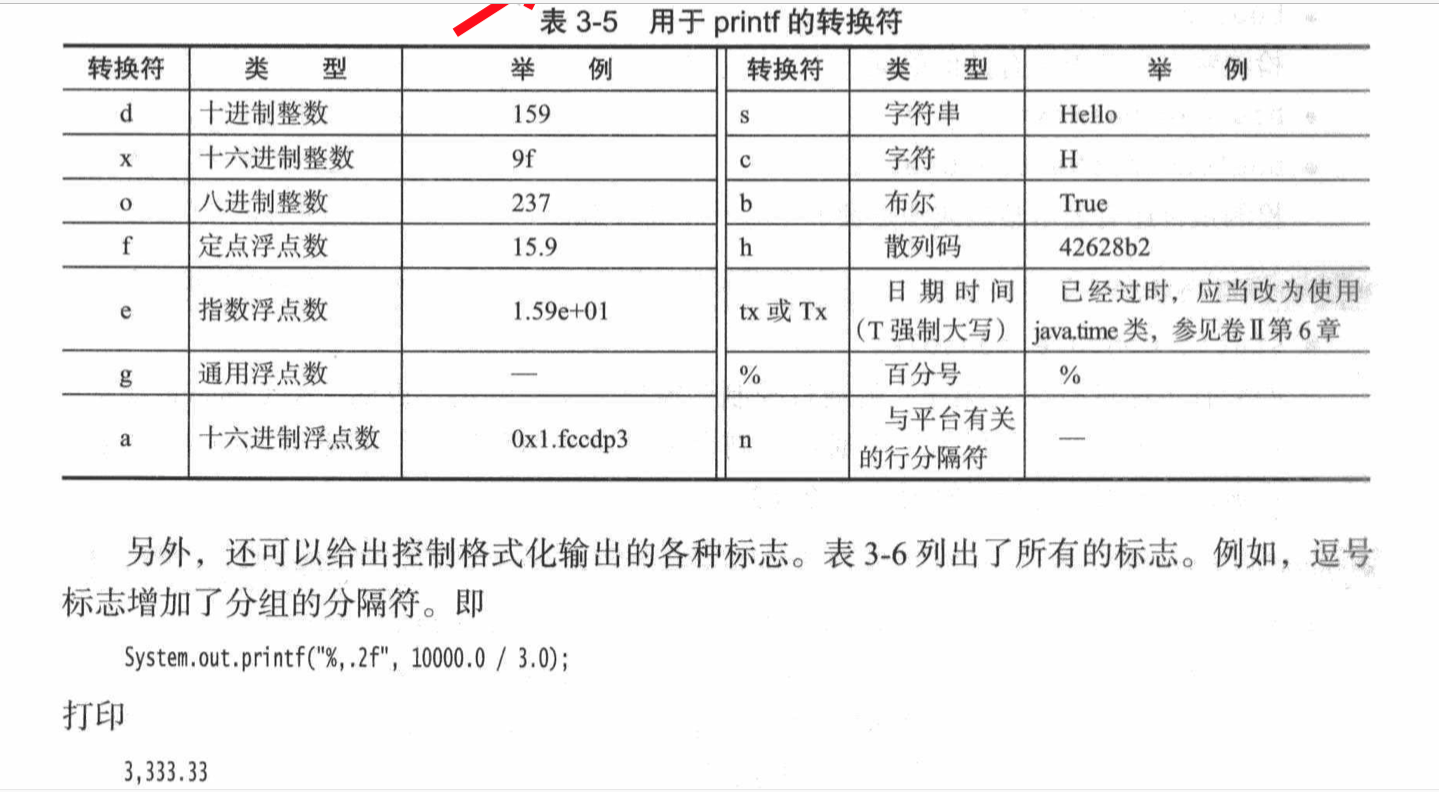 表 3-5 用于 printf 的转换符
转换符 类 型 举 例 转换符 类 型 举 例
d 十进制整数 159 s 字符串 Hello
x 十六进制整数 9f c 字符 H
o 八进制整数 237 b 布尔 True
f 定点浮点数 15.9 h 散列码 42628b2
e 指数浮点数 1.59e+01 tx 或 Tx 日期时间 已经过时，应当改为使用
（T 强制大写） java.time 类，参见卷Ⅱ第 6 章
g 通用浮点数 — % 百分号 %
a 十六进制浮点数 0x1.fccdp3 n 与平台有关 —
的行分隔符
另外，还可以给出控制格式化输出的各种标志。表 3-6 列出了所有的标志。例如，逗号
标志增加了分组的分隔符。即
System.out.printf("%,.2f", 10000.0 / 3.0);
打印
3,333.33